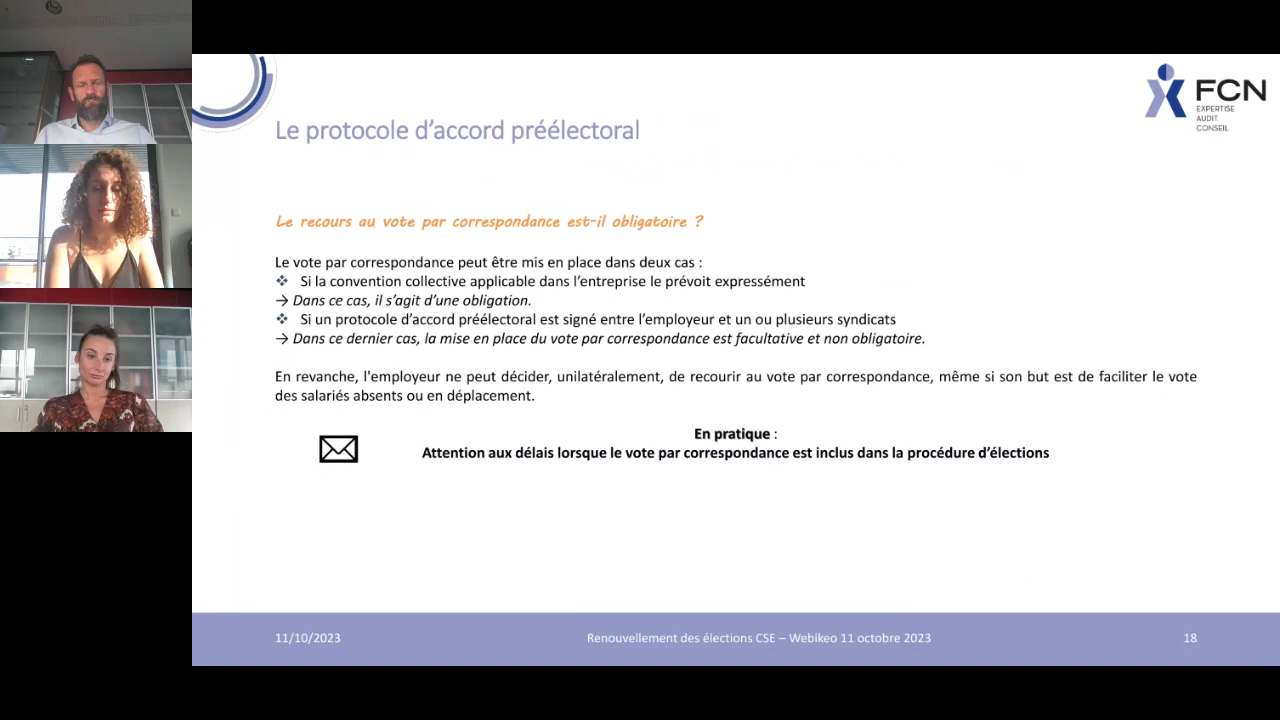 FCN
EXPERTISE
AUDIT
CONSEIL
Le protocole d’accord préélectoral
Le recours au vote par correspondance est-il obligatoire ?
Le vote par correspondance peut être mis en place dans deux cas :
❖ Si la convention collective applicable dans l’entreprise le prévoit expressément
→ Dans ce cas, il s’agit d’une obligation.
❖ Si un protocole d’accord préélectoral est signé entre l’employeur et un ou plusieurs syndicats
→ Dans ce dernier cas, la mise en place du vote par correspondance est facultative et non obligatoire.
En revanche, l'employeur ne peut décider, unilatéralement, de recourir au vote par correspondance, même si son but est de faciliter le vote
des salariés absents ou en déplacement.
En pratique :
Attention aux délais lorsque le vote par correspondance est inclus dans la procédure d’élections
11/10/2023
Renouvellement des élections CSE – Webikeo 11 octobre 2023
18